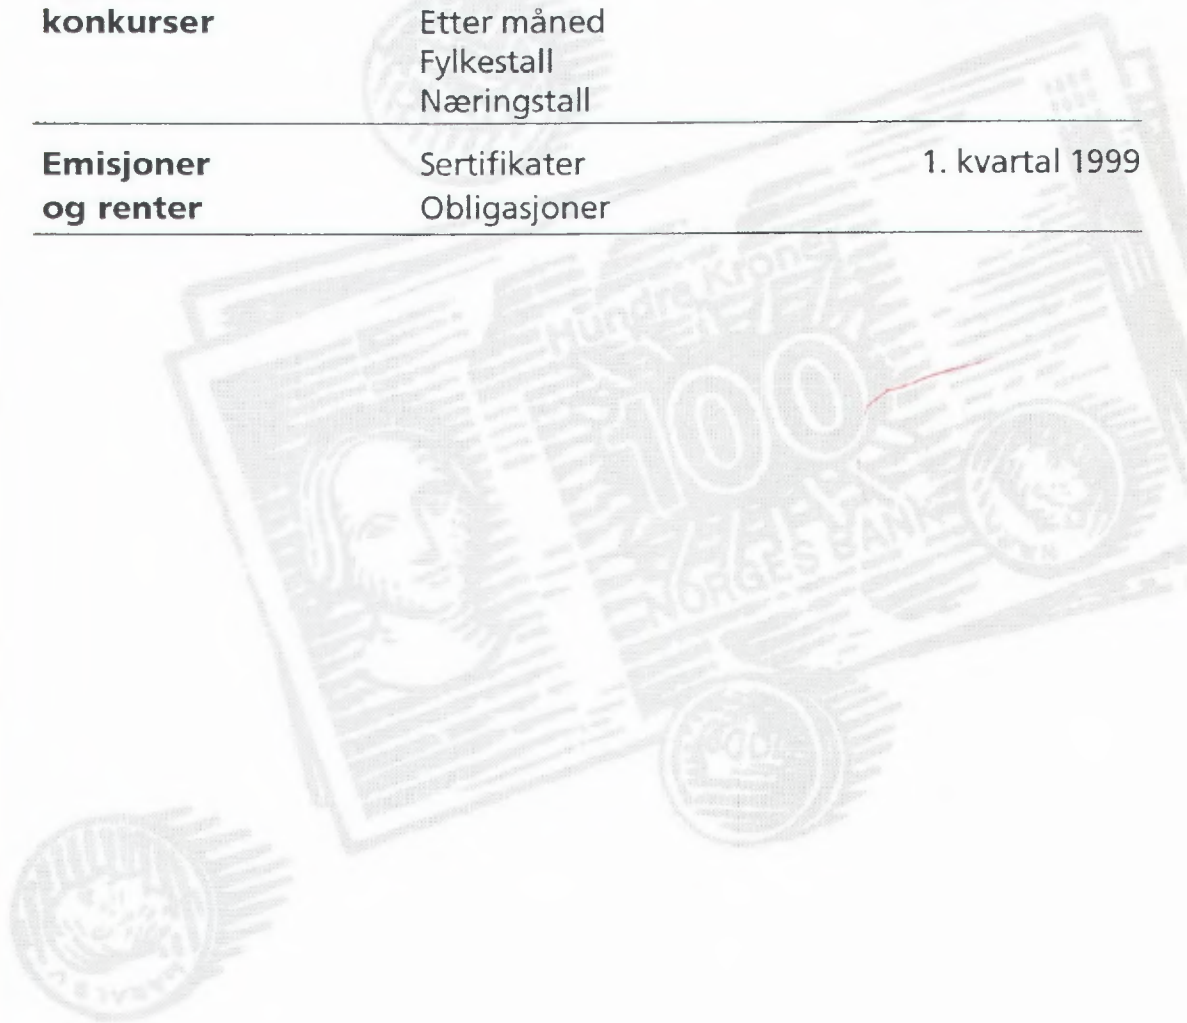 konkurser Etter måned
Fylkestall
Næringstall
Emisjoner Sertifikater 1. kvartal 1999
og renter Obligasjoner
Hundre Kroner
100
NORGES BANK